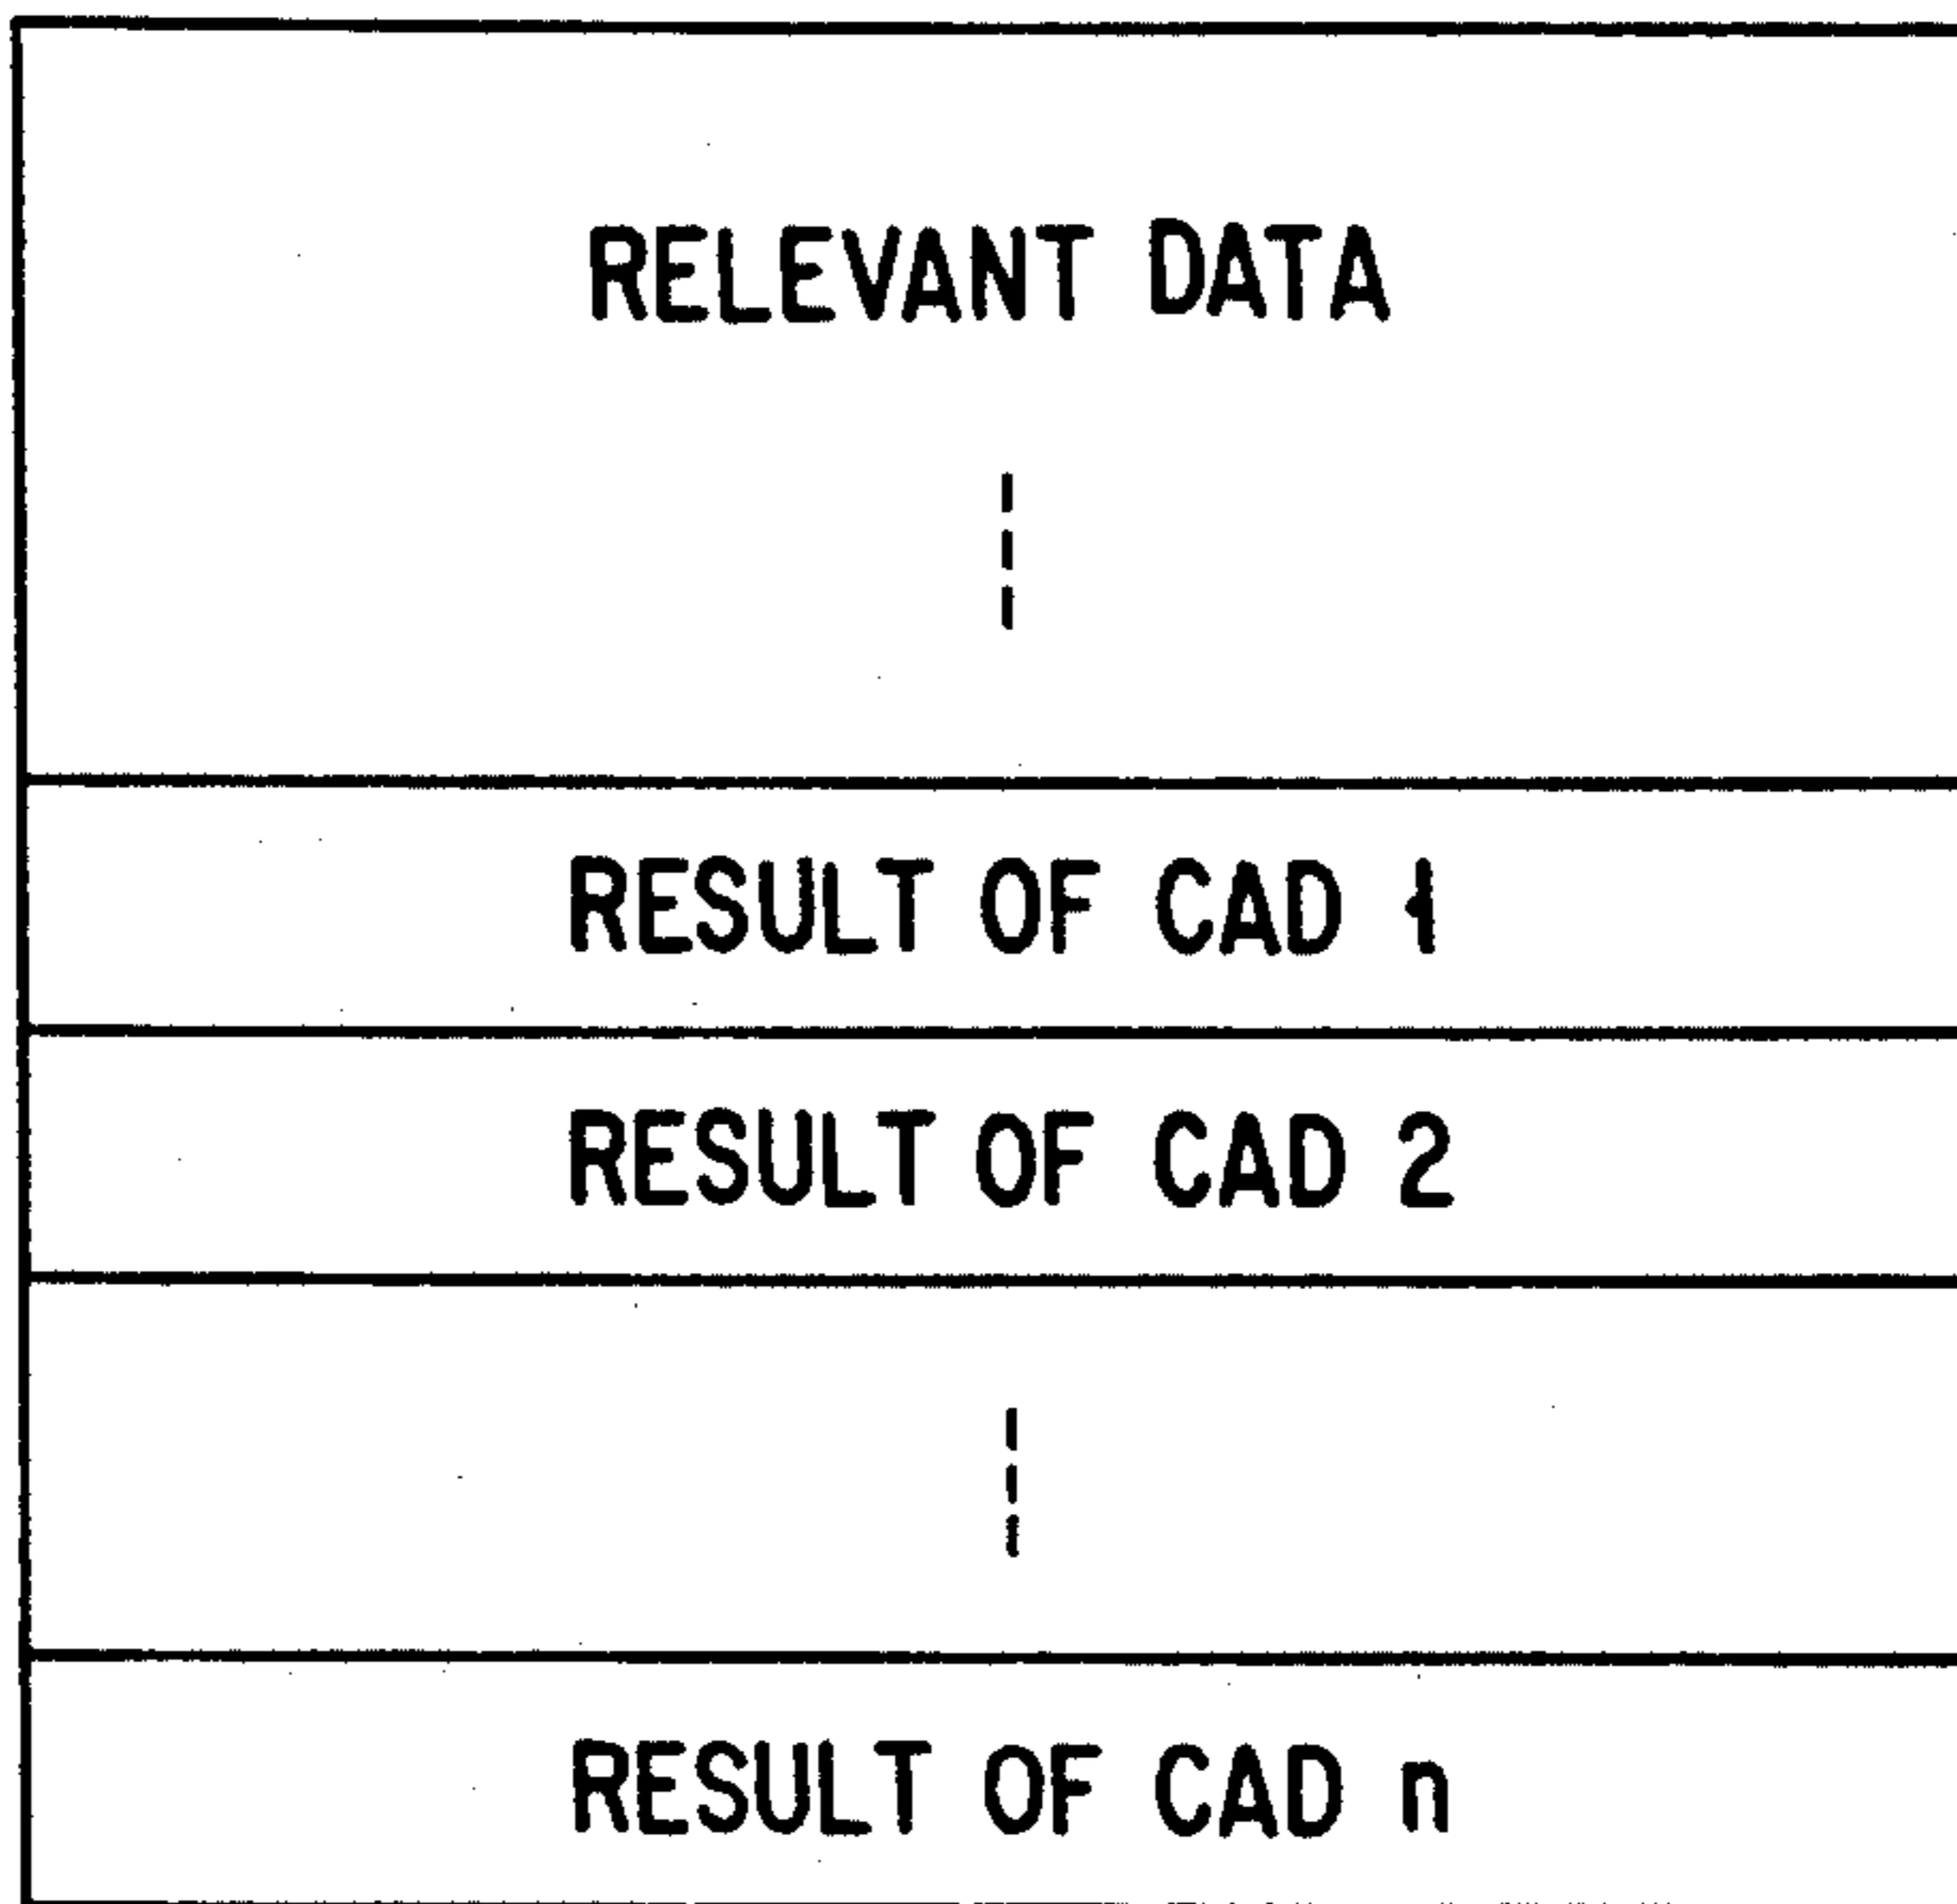 RELEVANT DATA
RESULT OF CAD 1
RESULT OF CAD 2
RESULT OF CAD n